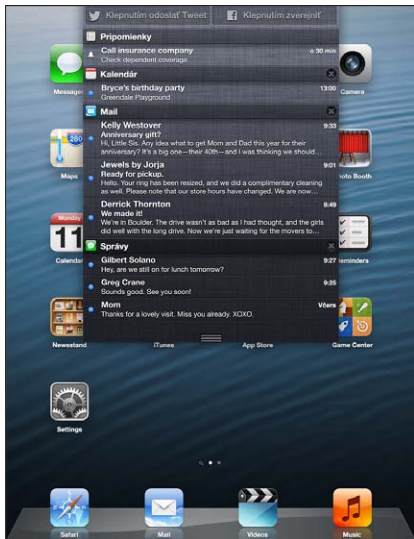 Klepnutím odoslať Tweet
Klepnutím zverejniť
Pripomienky
Call insurance company
o 30 min
Check dependent coverage
Kalendár
Bryce's birthday party
13:00
Greendale Playground
Mail
Kelly Westover
9:33
Anniversary gift?
Hi, Little Sis. Any idea what to get Mom and Dad this year for their
anniversary? It's a big one—their 40th—and I was thinking we should...
Jewels by Jorja
9:01
Ready for pickup.
Hello. Your ring has been resized, and we did a complimentary cleaning
as well. Please note that our store hours have changed. We are now...
Derrick Thornton
8:49
We made it!
We're in Boulder. The drive wasn't as bad as I had thought, and the girls
did well with the long drive. Now we're just waiting for the movers to...
Správy
Gilbert Solano
9:27
Hey, are we still on for lunch tomorrow?
Greg Crane
9:25
Sounds good. See you soon!
Mom
Včera
Thanks for a lovely visit. Miss you already. XOXO.
Messages
Camera
280
Maps
Photo Booth
Monday
11
Calendar
Reminders
Newsstand
iTunes
App Store
Game Center
Settings
Safari
Mail
Videos
Music